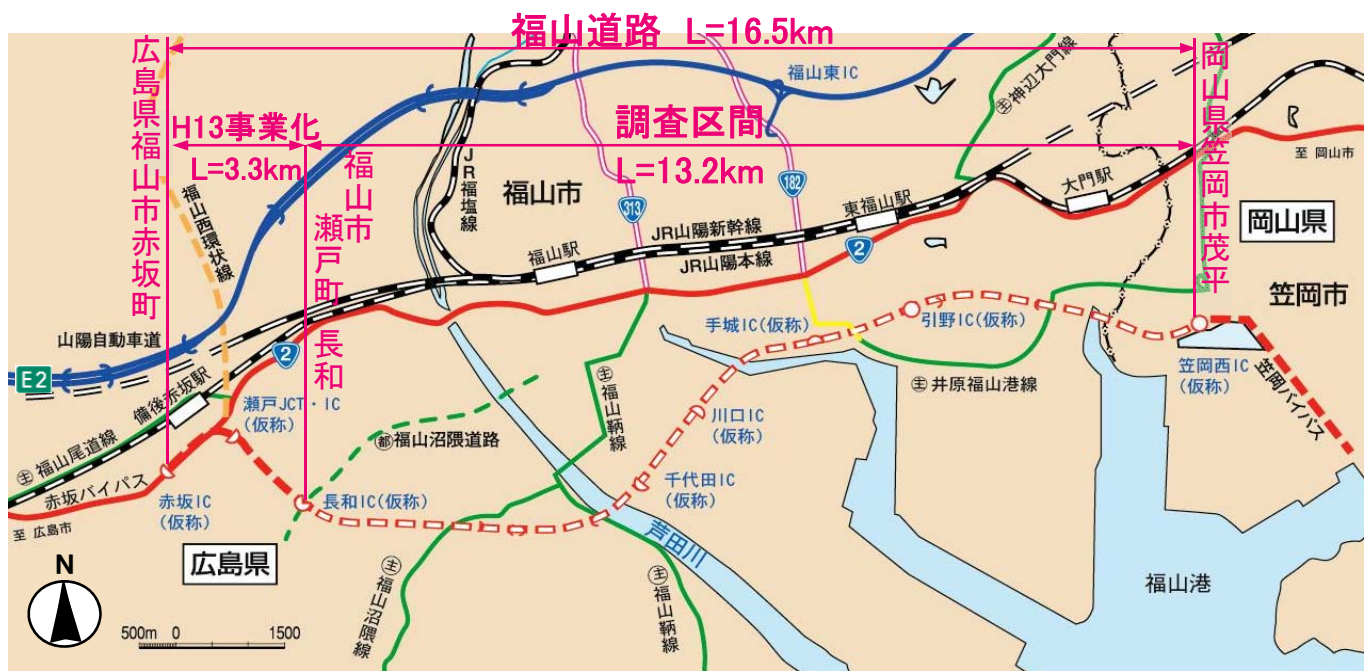 福山道路 L=16.5km
広島県福山市赤坂町
H13事業化
L=3.3km
調査区間
L=13.2km
岡山県笠岡市茂平
福山市
瀬戸町長和
福山東IC
主神辺大門線
至 岡山市
JR福塩線
福山市
313
182
大門駅
東福山駅
岡山県
福山西環状線
JR山陽新幹線
福山駅
2
JR山陽本線
笠岡市
山陽自動車道
手城IC(仮称)
引野IC(仮称)
2
E2
備後赤坂駅
笠岡西IC
(仮称)
笠岡バイパス
主井原福山港線
瀬戸JCT・IC
(仮称)
主福山鞆線
川口IC
(仮称)
主福山尾道線
都福山沼隈道路
赤坂バイパス
千代田IC
(仮称)
赤坂IC
(仮称)
長和IC(仮称)
至 広島市
芦田川
広島県
N
福山港
主福山沼隈線
主福山鞆線
500m 0 1500